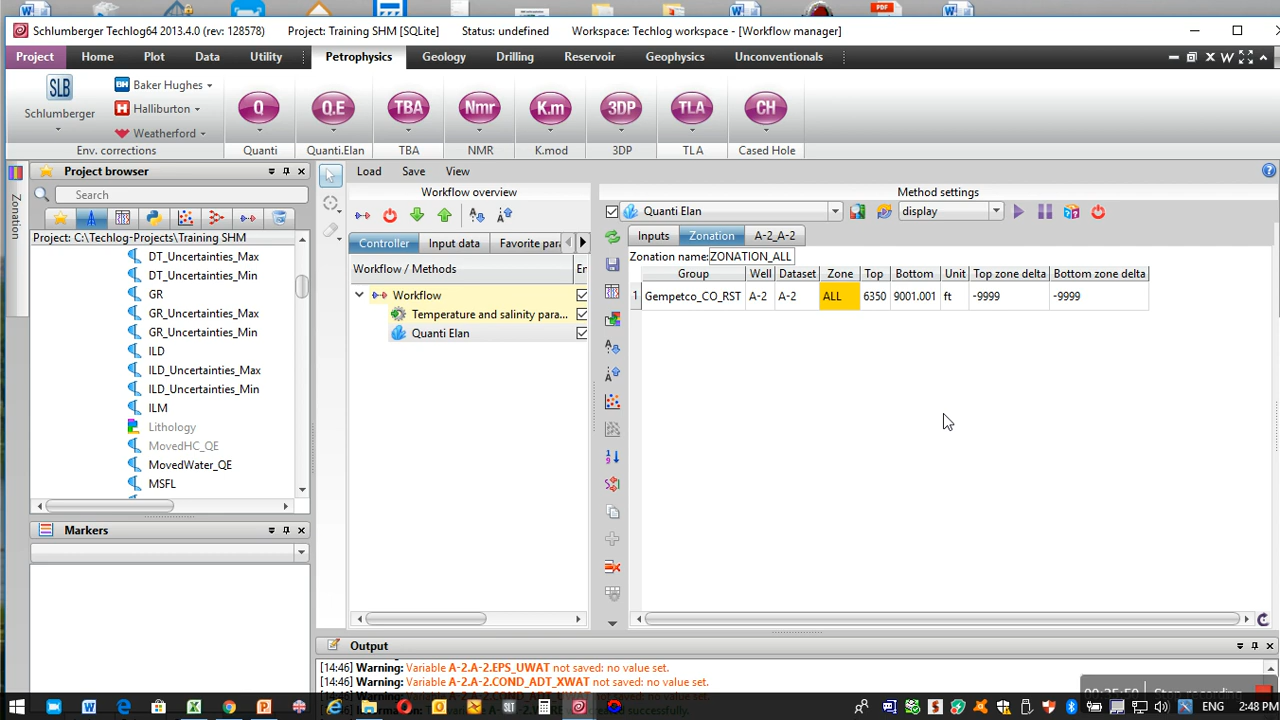 Schlumberger Techlog64 2013.4.0 (rev: 128578) Project: Training SHM [SQLite] Status: undefined Workspace: Techlog workspace - [Workflow manager]
Project Home Plot Data Utility Petrophysics Geology Drilling Reservoir Geophysics Unconventionals
SLB Baker Hughes
Halliburton
Schlumberger Weatherford
Q Q.E TBA Nmr K.m 3DP TLA CH
Env. corrections Quanti Quanti.Elan TBA NMR K.mod 3DP TLA Cased Hole
Zonation
Project browser
Search
Project: C:\Techlog-Projects\Training SHM
DT_Uncertainties_Max
DT_Uncertainties_Min
GR
GR_Uncertainties_Max
GR_Uncertainties_Min
ILD
ILD_Uncertainties_Max
ILD_Uncertainties_Min
ILM
Lithology
MovedHC_QE
MovedWater_QE
MSFL
Markers
Load Save View
Workflow overview
Controller Input data Favorite par
Workflow / Methods
Workflow
Temperature and salinity para...
Quanti Elan
Method settings
Quanti Elan display
Inputs Zonation A-2_A-2
Zonation name: ZONATION_ALL
Group Well Dataset Zone Top Bottom Unit Top zone delta Bottom zone delta
1 Gempetco_CO_RST A-2 A-2 ALL 6350 9001.001 ft -9999 -9999
Output
[14:46] Warning: Variable A-2.A-2.EPS_UWAT not saved: no value set.
[14:46] Warning: Variable A-2.A-2.COND_ADT_XWAT not saved: no value set.
ENG 2:48 PM